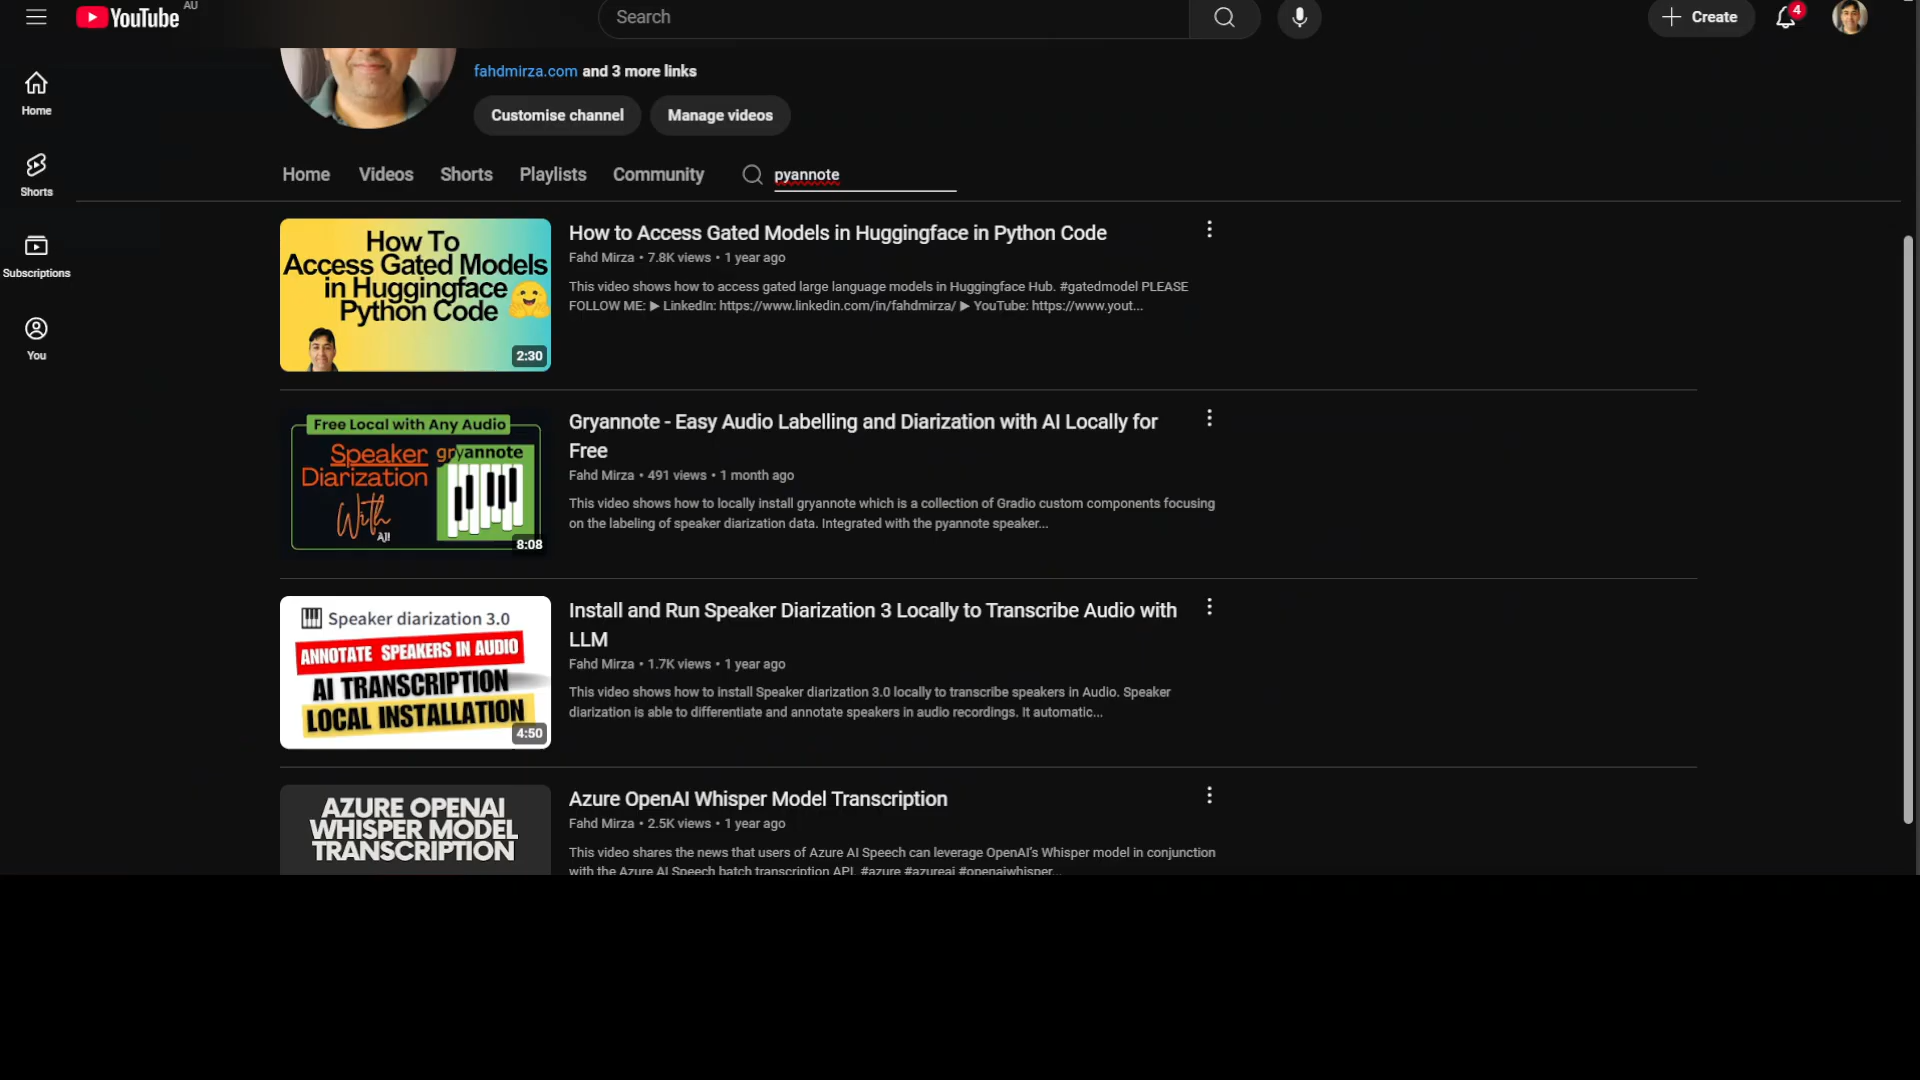 YouTube AU
Search
Create
4
fahdmirza.com and 3 more links
Customise channel
Manage videos
Home
Shorts
Subscriptions
You
Home Videos Shorts Playlists Community pyannote
How To
Access Gated Models
in Huggingface
Python Code
2:30
How to Access Gated Models in Huggingface in Python Code
Fahd Mirza • 7.8K views • 1 year ago
This video shows how to access gated large language models in Huggingface Hub. #gatedmodel PLEASE
FOLLOW ME: ▶ LinkedIn: https://www.linkedin.com/in/fahdmirza/ ▶ YouTube: https://www.yout...
Free Local with Any Audio
Speaker
Diarization
gryannote
With
AI!
8:08
Gryannote - Easy Audio Labelling and Diarization with AI Locally for
Free
Fahd Mirza • 491 views • 1 month ago
This video shows how to locally install gryannote which is a collection of Gradio custom components focusing
on the labeling of speaker diarization data. Integrated with the pyannote speaker...
Speaker diarization 3.0
ANNOTATE SPEAKERS IN AUDIO
AI TRANSCRIPTION
LOCAL INSTALLATION
4:50
Install and Run Speaker Diarization 3 Locally to Transcribe Audio with
LLM
Fahd Mirza • 1.7K views • 1 year ago
This video shows how to install Speaker diarization 3.0 locally to transcribe speakers in Audio. Speaker
diarization is able to differentiate and annotate speakers in audio recordings. It automatic...
AZURE OPENAI
WHISPER MODEL
TRANSCRIPTION
Azure OpenAI Whisper Model Transcription
Fahd Mirza • 2.5K views • 1 year ago
This video shares the news that users of Azure AI Speech can leverage OpenAI's Whisper model in conjunction
with the Azure AI Speech batch transcription API. #azure #azureai #openaiwhisper...